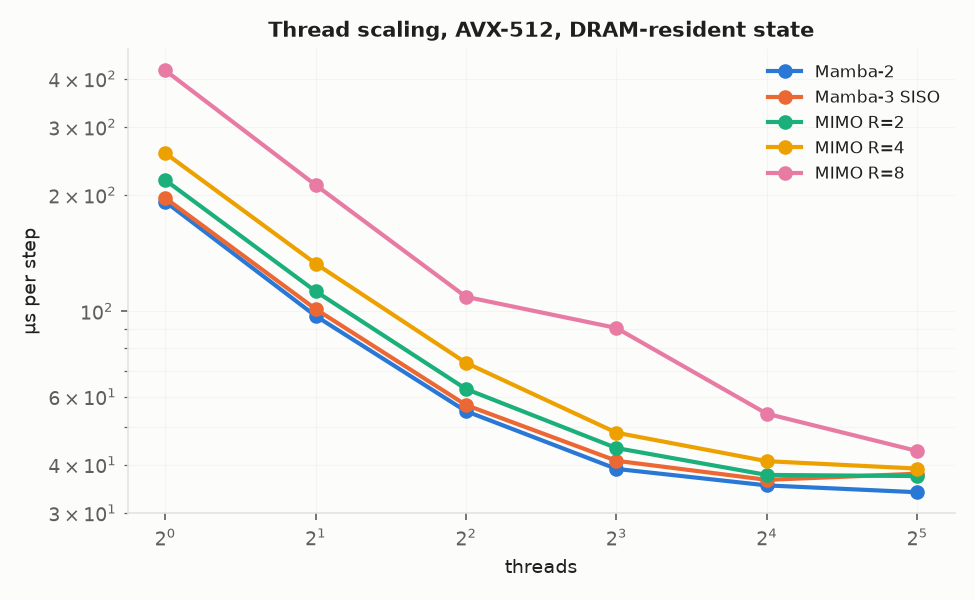 Thread scaling, AVX-512, DRAM-resident state
Mamba-2
Mamba-3 SISO
MIMO R=2
MIMO R=4
MIMO R=8
µs per step
4 × 10²
3 × 10²
2 × 10²
10²
6 × 10¹
4 × 10¹
3 × 10¹
2⁰ 2¹ 2² 2³ 2⁴ 2⁵
threads